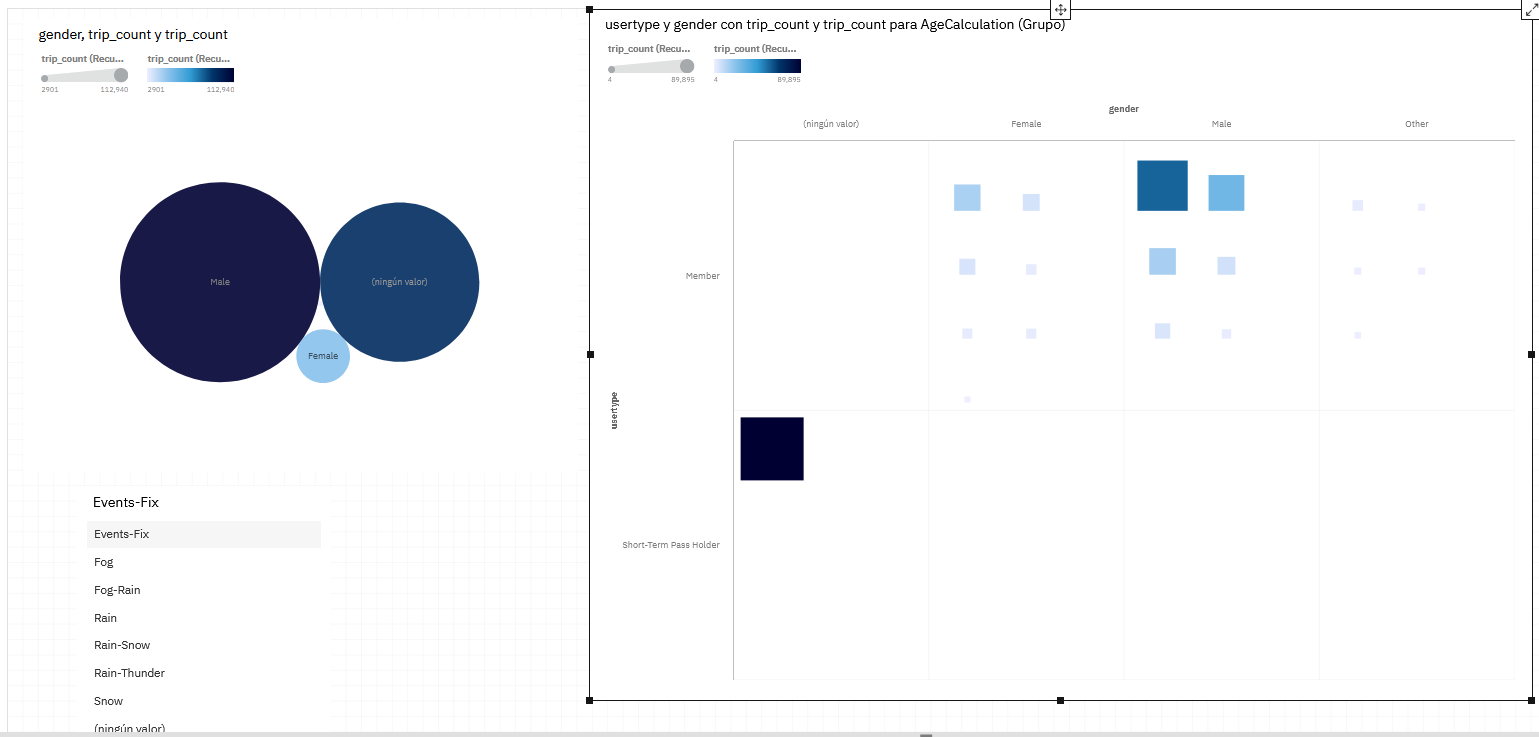 gender, trip_count y trip_count
trip_count (Recu...
trip_count (Recu...
2901
112,940
2901
112,940
Male
(ningún valor)
Female
Events-Fix
Events-Fix
Fog
Fog-Rain
Rain
Rain-Snow
Rain-Thunder
Snow
(ningún valor)
usertype y gender con trip_count y trip_count para AgeCalculation (Grupo)
trip_count (Recu...
trip_count (Recu...
4
89,895
4
89,895
gender
(ningún valor)
Female
Male
Other
usertype
Member
Short-Term Pass Holder